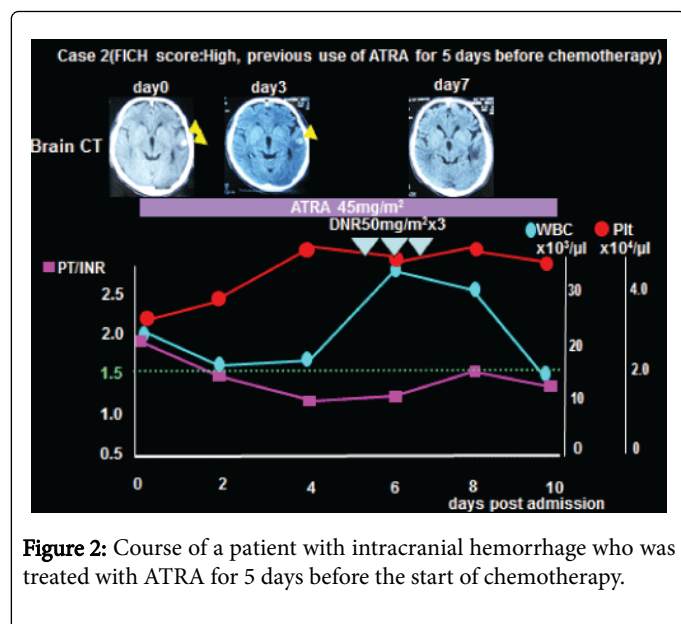 Case 2(FICH score:High, previous use of ATRA for 5 days before chemotherapy)
day0 day3 day7
Brain CT
ATRA 45mg/m²
DNR50mg/m²x3
WBC Plt
x10³/μl x10⁴/μl
PT/INR
2.5 30 4.0
2.0 20
1.5 2.0
1.0 10
0.5 0 0
0 2 4 6 8 10
days post admission
Figure 2: Course of a patient with intracranial hemorrhage who was
treated with ATRA for 5 days before the start of chemotherapy.